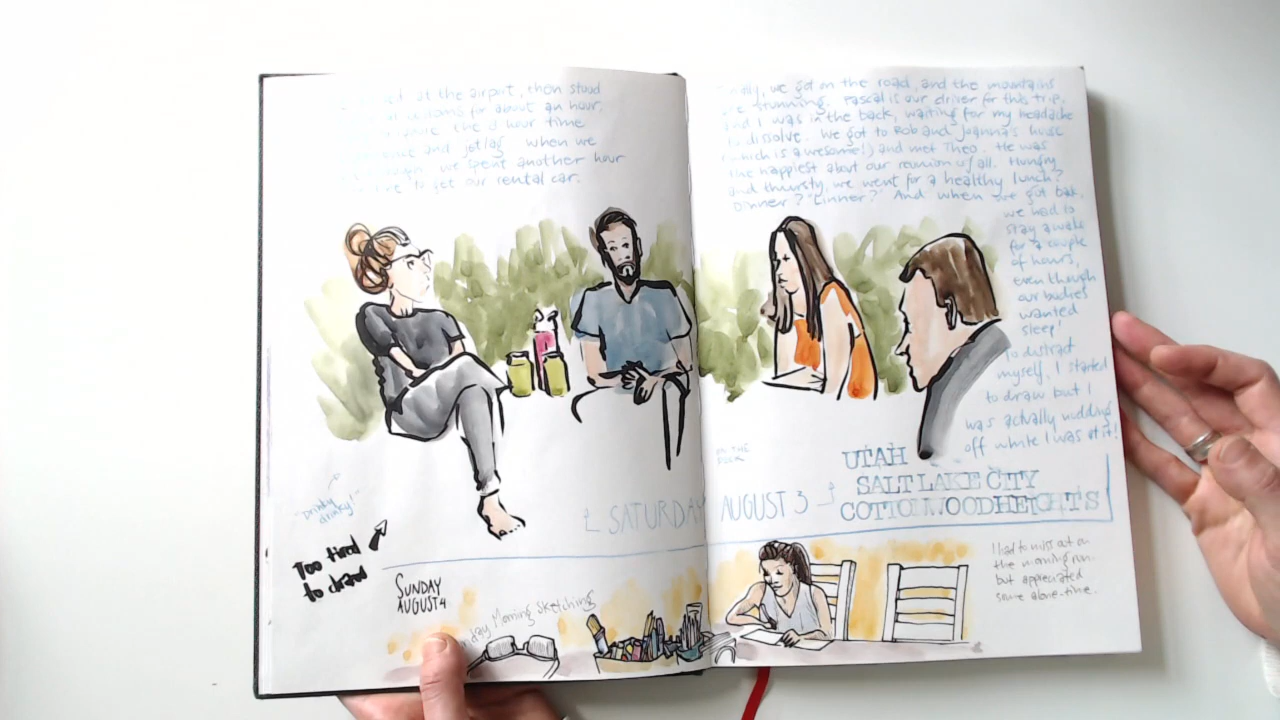 at the airport, then stood
customs for about an hour.
the 8 hour time
and jetlag. when we
we spent another hour
to get our rental car.
"Drinky
drinky!"
Too tired
to draw
SATURDAY
SUNDAY
AUGUST 4
Sunday Morning Sketching
Finally, we got on the road, and the mountains
are stunning. Pascal is our driver for this trip,
and I was in the back, waiting for my headache
to dissolve. We got to Rob and Joanna's house
(which is awesome!) and met Theo. He was
the happiest about our reunion of all. Hungry
and thirsty, we went for a healthy lunch?
Dinner? "Linner?" And when we got back,
we had to
stay awake
for a couple
of hours,
even though
our bodies
wanted
sleep!
To distract
myself, I started
to draw but I
was actually nodding
off while I was at it!
ON THE
DECK
AUGUST 3
UTAH
SALT LAKE CITY
COTTONWOOD HEIGHTS
I had to miss out on
the morning run
but appreciated
some alone-time.